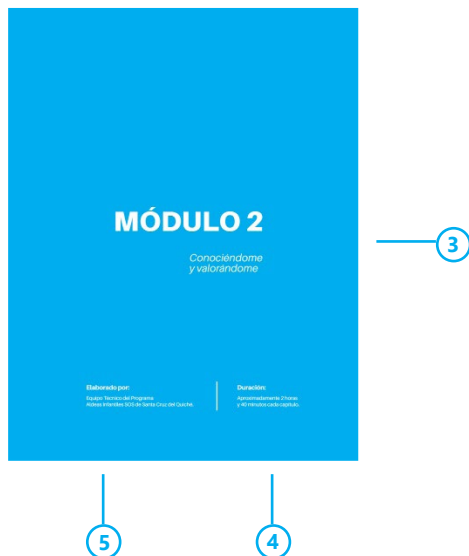 MÓDULO 2
Conociéndome
y valorándome
3
Elaborado por:
Equipo Técnico del Programa
Aldeas Infantiles SOS de Santa Cruz del Quiché.
Duración:
Aproximadamente 2 horas
y 40 minutos cada capítulo.
5
4